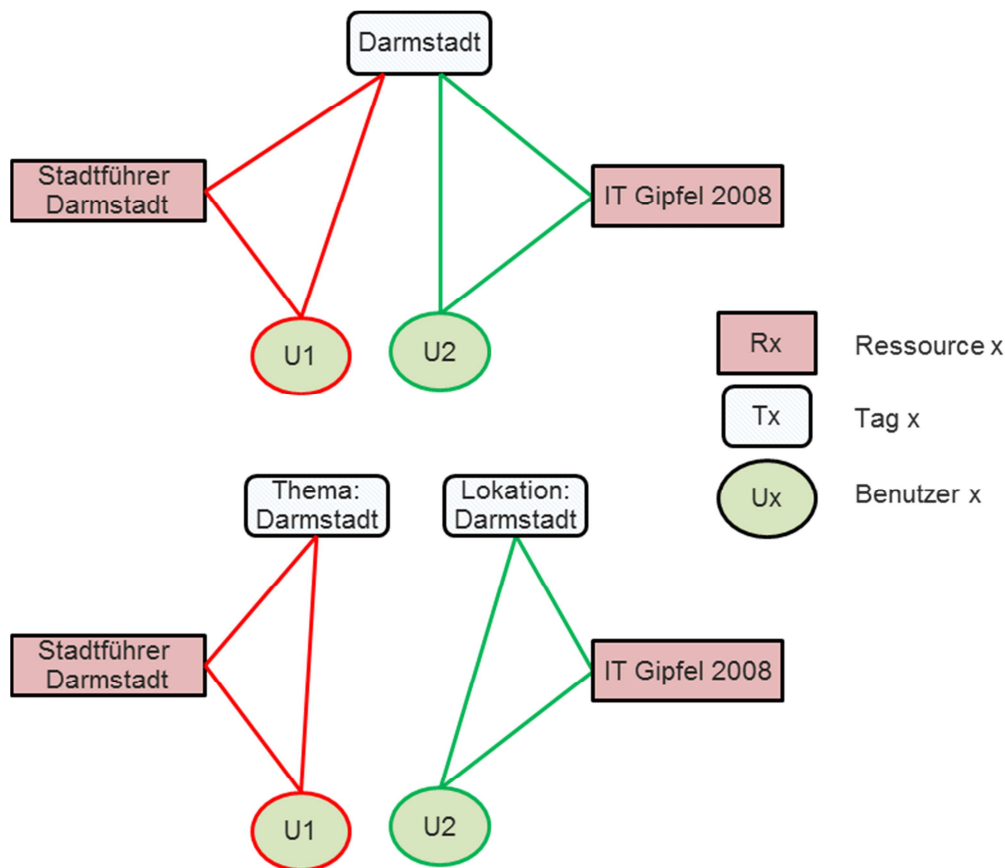 Darmstadt
Stadtführer
Darmstadt
IT Gipfel 2008
U1
U2
Rx
Ressource x
Tx
Tag x
Ux
Benutzer x
Thema:
Darmstadt
Lokation:
Darmstadt
Stadtführer
Darmstadt
IT Gipfel 2008
U1
U2